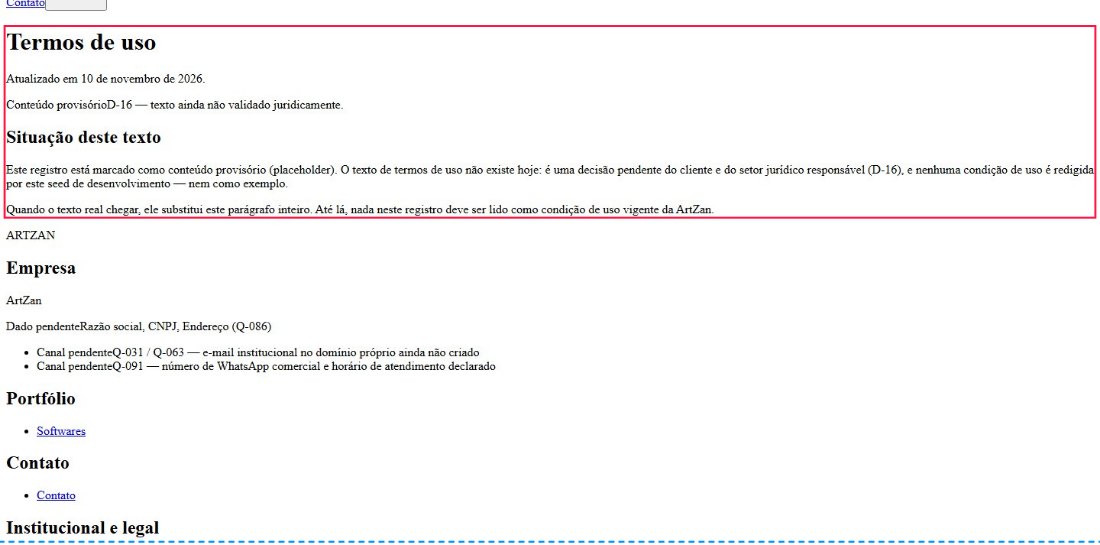 Contato
Termos de uso
Atualizado em 10 de novembro de 2026.
Conteúdo provisórioD-16 — texto ainda não validado juridicamente.
Situação deste texto
Este registro está marcado como conteúdo provisório (placeholder). O texto de termos de uso não existe hoje: é uma decisão pendente do cliente e do setor jurídico responsável (D-16), e nenhuma condição de uso é redigida
por este seed de desenvolvimento — nem como exemplo.
Quando o texto real chegar, ele substitui este parágrafo inteiro. Até lá, nada neste registro deve ser lido como condição de uso vigente da ArtZan.
ARTZAN
Empresa
ArtZan
Dado pendenteRazão social, CNPJ, Endereço (Q-086)
Canal pendenteQ-031 / Q-063 — e-mail institucional no domínio próprio ainda não criado
Canal pendenteQ-091 — número de WhatsApp comercial e horário de atendimento declarado
Portfólio
Softwares
Contato
Contato
Institucional e legal